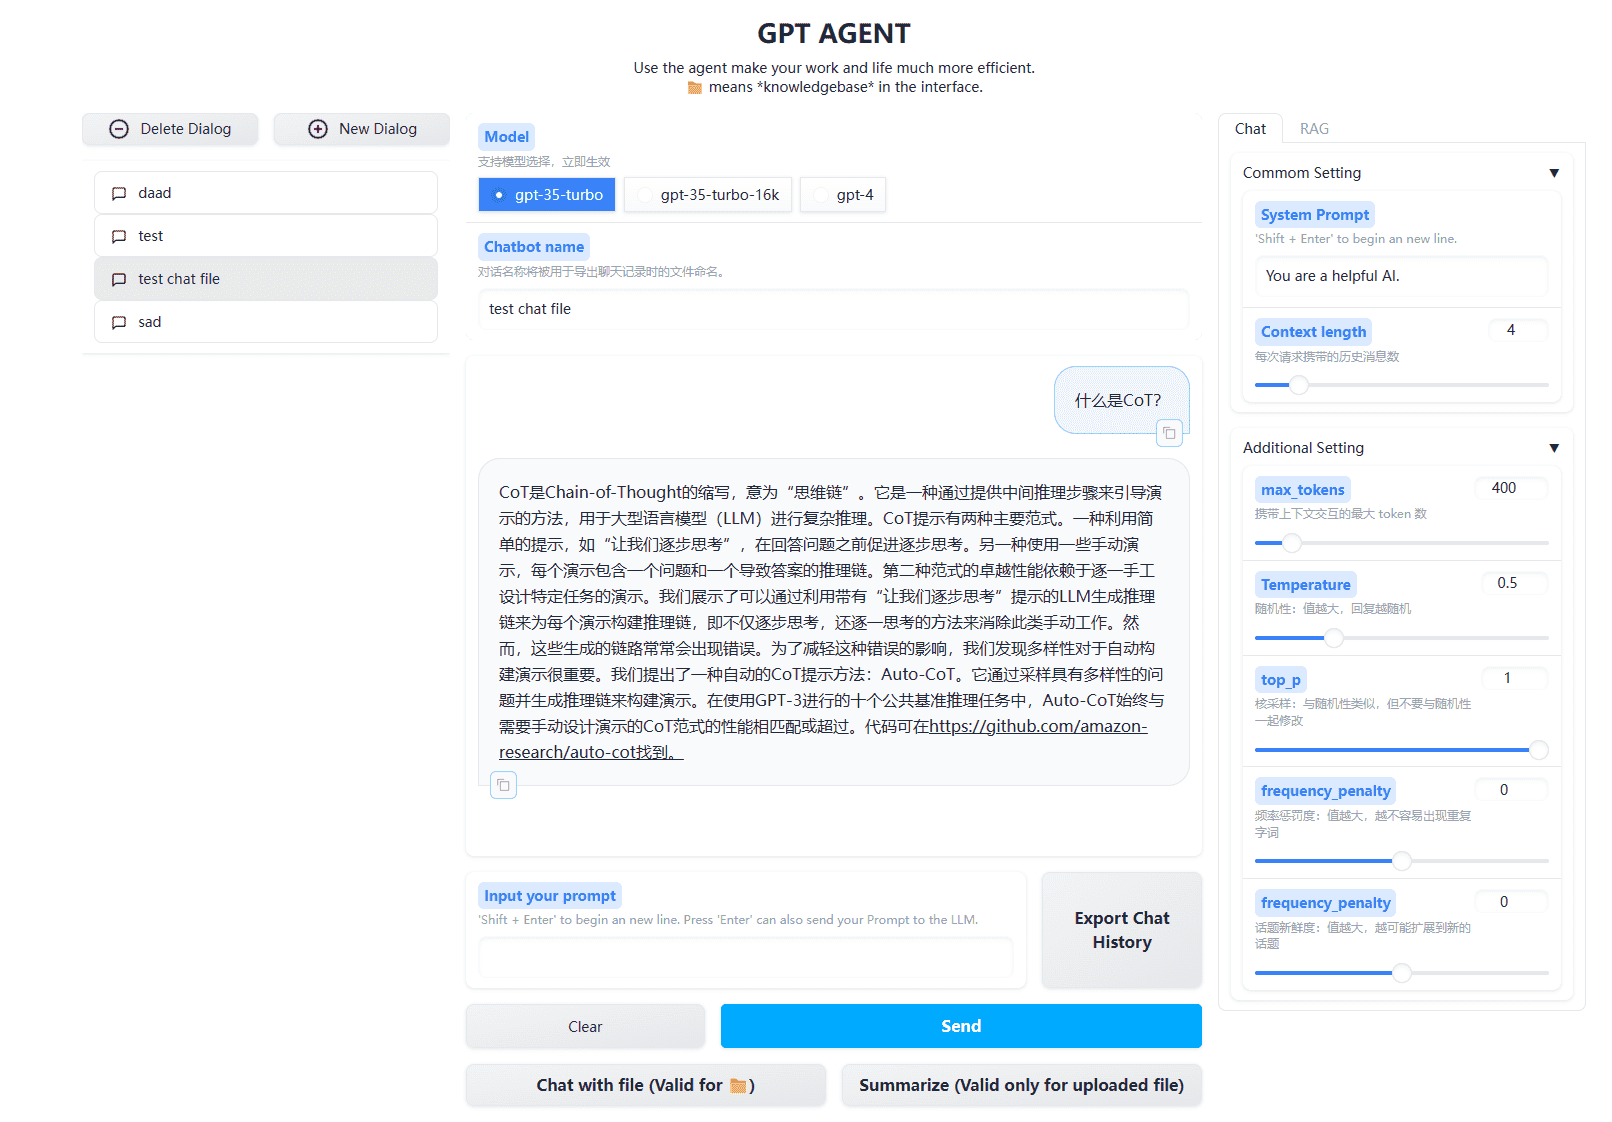 GPT AGENT
Use the agent make your work and life much more efficient.
📁 means *knowledgebase* in the interface.
Delete Dialog
New Dialog
daad
test
test chat file
sad
Model
支持模型选择，立即生效
gpt-35-turbo
gpt-35-turbo-16k
gpt-4
Chatbot name
对话名称将被用于导出聊天记录时的文件命名。
test chat file
什么是CoT？
CoT是Chain-of-Thought的缩写，意为“思维链”。它是一种通过提供中间推理步骤来引导演
示的方法，用于大型语言模型（LLM）进行复杂推理。CoT提示有两种主要范式。一种利用简
单的提示，如“让我们逐步思考”，在回答问题之前促进逐步思考。另一种使用一些手动演
示，每个演示包含一个问题和一个导致答案的推理链。第二种范式的卓越性能依赖于逐一手工
设计特定任务的演示。我们展示了可以通过利用带有“让我们逐步思考”提示的LLM生成推理
链来为每个演示构建推理链，即不仅逐步思考，还逐一思考的方法来消除此类手动工作。然
而，这些生成的链路常常会出现错误。为了减轻这种错误的影响，我们发现多样性对于自动构
建演示很重要。我们提出了一种自动的CoT提示方法：Auto-CoT。它通过采样具有多样性的问
题并生成推理链来构建演示。在使用GPT-3进行的十个公共基准推理任务中，Auto-CoT始终与
需要手动设计演示的CoT范式的性能相匹配或超过。代码可在https://github.com/amazon-
research/auto-cot找到。
Input your prompt
'Shift + Enter' to begin an new line. Press 'Enter' can also send your Prompt to the LLM.
Export Chat
History
Clear
Send
Chat with file (Valid for 📁)
Summarize (Valid only for uploaded file)
Chat
RAG
Commom Setting ▼
System Prompt
'Shift + Enter' to begin an new line.
You are a helpful AI.
Context length
4
每次请求携带的历史消息数
Additional Setting ▼
max_tokens
400
携带上下文交互的最大 token 数
Temperature
0.5
随机性：值越大，回复越随机
top_p
1
核采样：与随机性类似，但不要与随机性
一起修改
frequency_penalty
0
频率惩罚度：值越大，越不容易出现重复
字词
frequency_penalty
0
话题新鲜度：值越大，越可能扩展到新的
话题